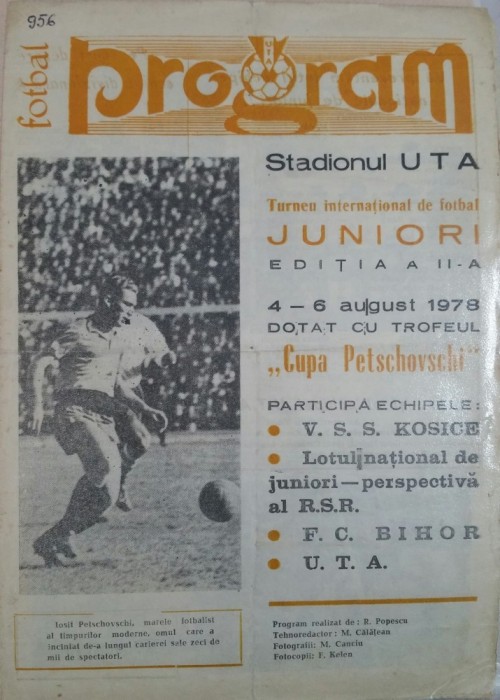 956
fotbal
program
UTA
Stadionul UTA
Turneu internațional de fotbal
JUNIORI
EDIȚIA A II-A
4 – 6 august 1978
DOTAT CU TROFEUL
„Cupa Petschovschi"
PARTICIPĂ ECHIPELE:
• V. S. S. KOSICE
• Lotul național de
juniori—perspectivă
al R.S.R.
• F. C. BIHOR
• U. T. A.
Iosif Petschovschi, marele fotbalist
al timpurilor moderne, omul care a
încîntat de-a lungul carierei sale zeci de
mii de spectatori.
Program realizat de : R. Popescu
Tehnoredactor : M. Călățean
Fotografii : M. Canciu
Fotocopii : F. Kelen